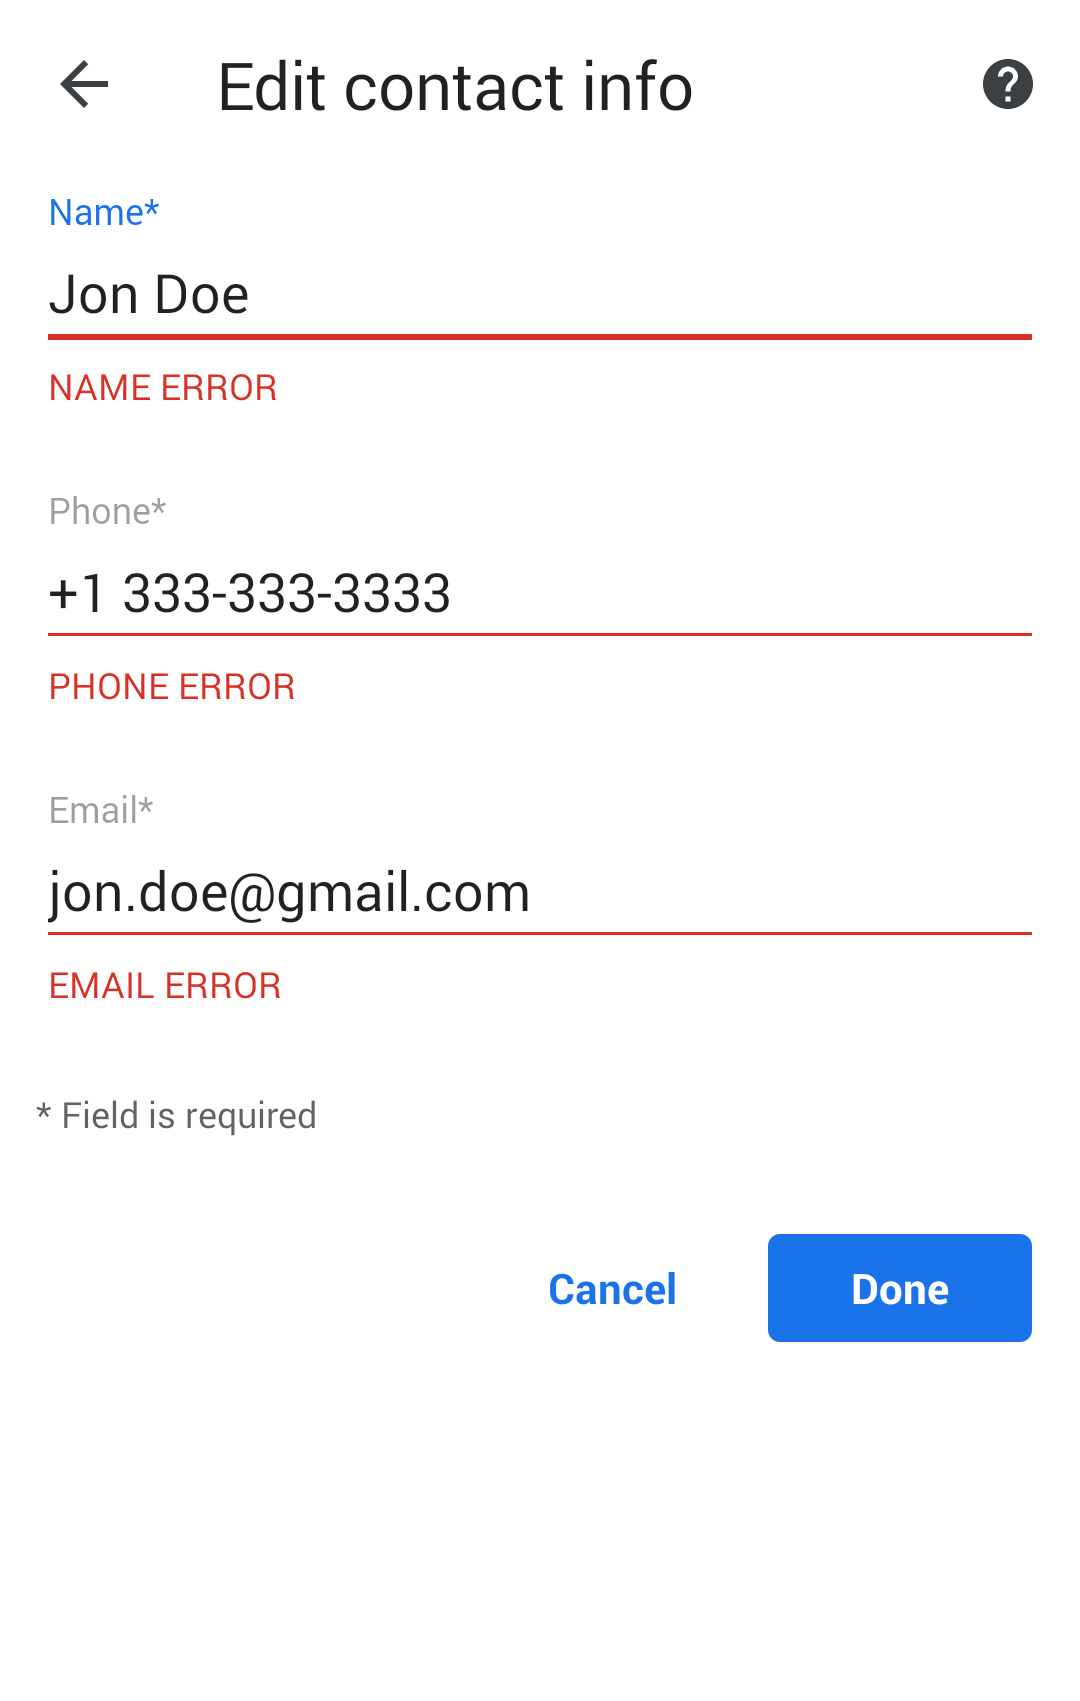 Edit contact info
Name*
Jon Doe
NAME ERROR
Phone*
+1 333-333-3333
PHONE ERROR
Email*
jon.doe@gmail.com
EMAIL ERROR
* Field is required
Cancel Done